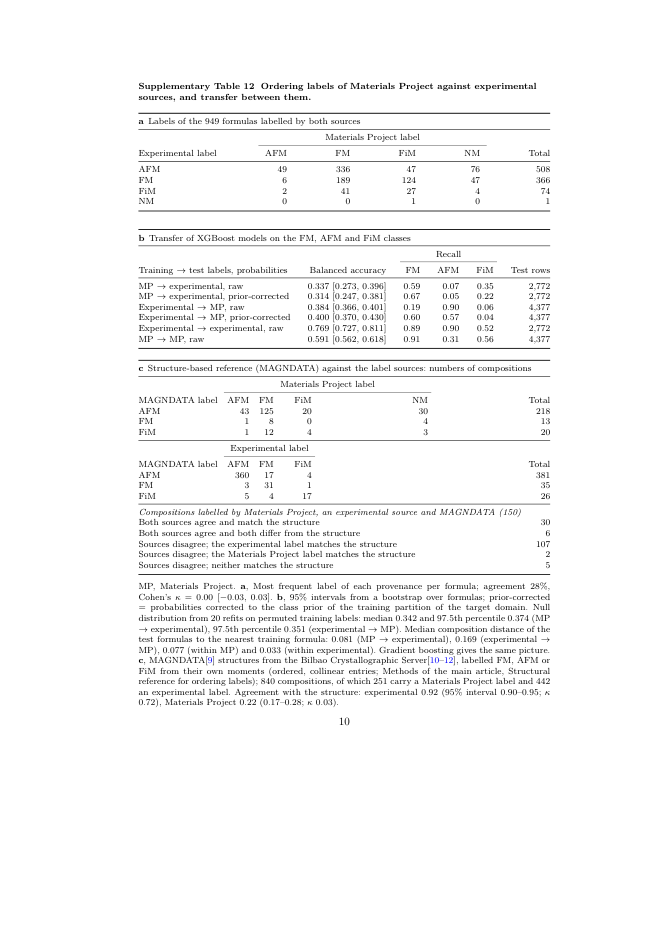 Supplementary Table 12 Ordering labels of Materials Project against experimental
sources, and transfer between them.
a Labels of the 949 formulas labelled by both sources
Materials Project label
Experimental label AFM FM FiM NM Total
AFM 49 336 47 76 508
FM 6 189 124 47 366
FiM 2 41 27 4 74
NM 0 0 1 0 1
b Transfer of XGBoost models on the FM, AFM and FiM classes
Recall
Training → test labels, probabilities Balanced accuracy FM AFM FiM Test rows
MP → experimental, raw 0.337 [0.273, 0.396] 0.59 0.07 0.35 2,772
MP → experimental, prior-corrected 0.314 [0.247, 0.381] 0.67 0.05 0.22 2,772
Experimental → MP, raw 0.384 [0.366, 0.401] 0.19 0.90 0.06 4,377
Experimental → MP, prior-corrected 0.400 [0.370, 0.430] 0.60 0.57 0.04 4,377
Experimental → experimental, raw 0.769 [0.727, 0.811] 0.89 0.90 0.52 2,772
MP → MP, raw 0.591 [0.562, 0.618] 0.91 0.31 0.56 4,377
c Structure-based reference (MAGNDATA) against the label sources: numbers of compositions
Materials Project label
MAGNDATA label AFM FM FiM NM Total
AFM 43 125 20 30 218
FM 1 8 0 4 13
FiM 1 12 4 3 20
Experimental label
MAGNDATA label AFM FM FiM Total
AFM 360 17 4 381
FM 3 31 1 35
FiM 5 4 17 26
Compositions labelled by Materials Project, an experimental source and MAGNDATA (150)
Both sources agree and match the structure 30
Both sources agree and both differ from the structure 6
Sources disagree; the experimental label matches the structure 107
Sources disagree; the Materials Project label matches the structure 2
Sources disagree; neither matches the structure 5
MP, Materials Project. a, Most frequent label of each provenance per formula; agreement 28%,
Cohen's κ = 0.00 [−0.03, 0.03]. b, 95% intervals from a bootstrap over formulas; prior-corrected
= probabilities corrected to the class prior of the training partition of the target domain. Null
distribution from 20 refits on permuted training labels: median 0.342 and 97.5th percentile 0.374 (MP
→ experimental), 97.5th percentile 0.351 (experimental → MP). Median composition distance of the
test formulas to the nearest training formula: 0.081 (MP → experimental), 0.169 (experimental →
MP), 0.077 (within MP) and 0.033 (within experimental). Gradient boosting gives the same picture.
c, MAGNDATA[9] structures from the Bilbao Crystallographic Server[10–12], labelled FM, AFM or
FiM from their own moments (ordered, collinear entries; Methods of the main article, Structural
reference for ordering labels); 840 compositions, of which 251 carry a Materials Project label and 442
an experimental label. Agreement with the structure: experimental 0.92 (95% interval 0.90–0.95; κ
0.72), Materials Project 0.22 (0.17–0.28; κ 0.03).
10